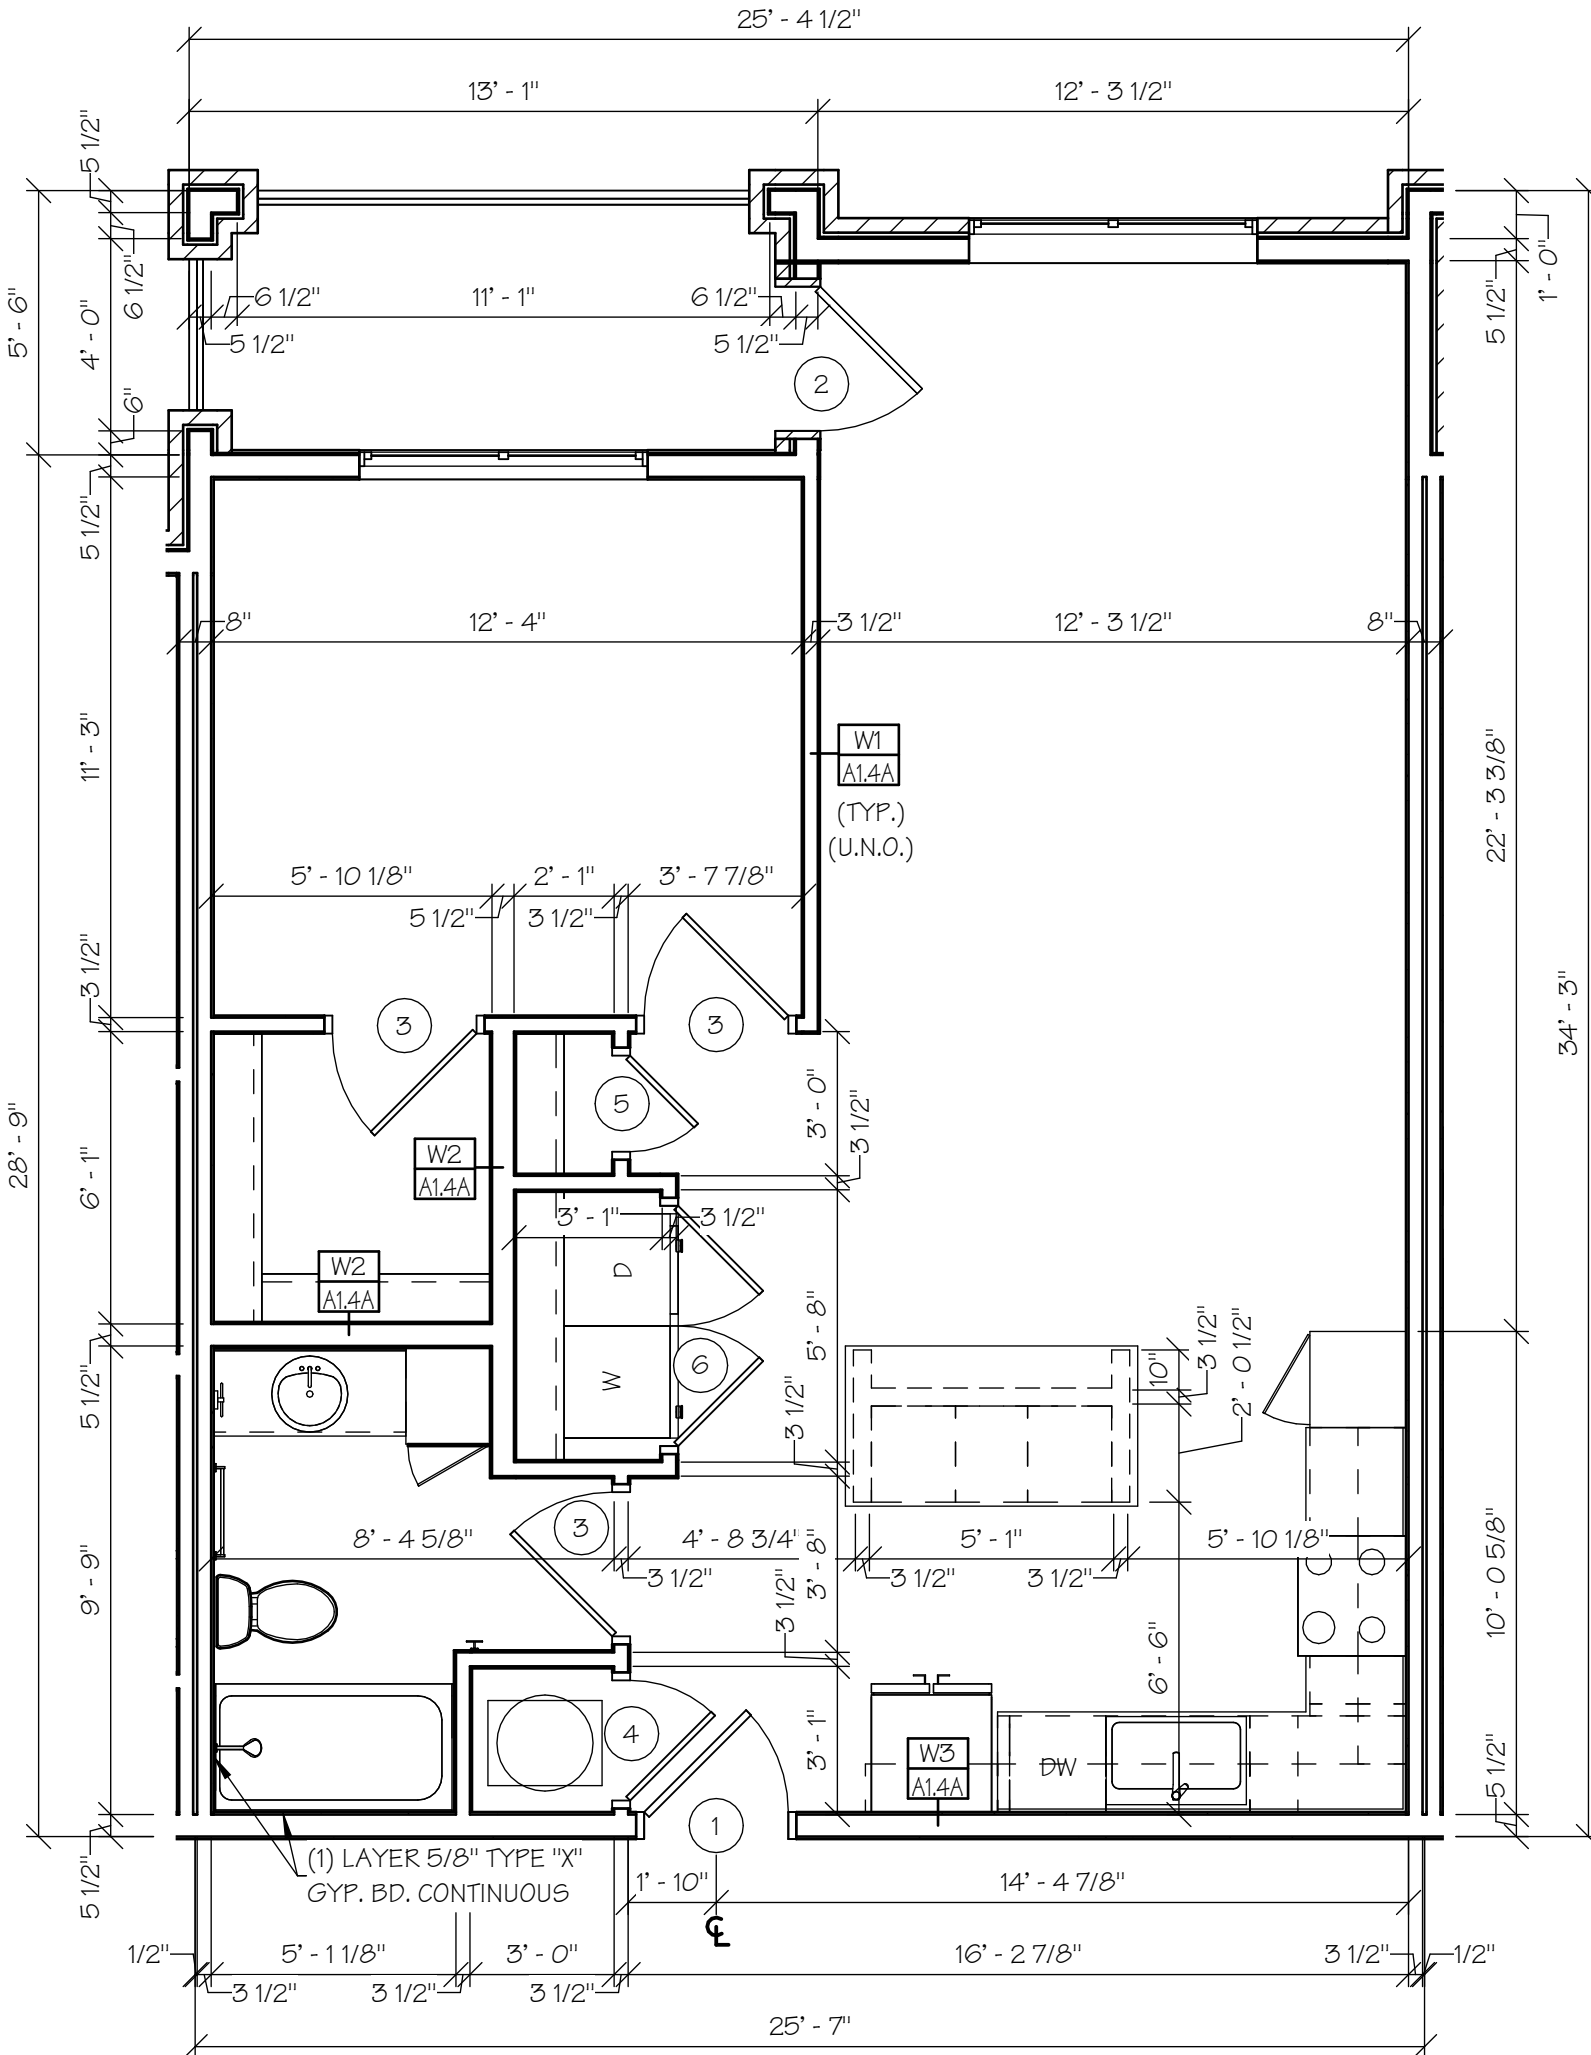 25' - 4 1/2"
13' - 1"
12' - 3 1/2"
5 1/2"
6 1/2"
4' - 0"
5' - 6"
6"
5 1/2"
6 1/2"
11' - 1"
6 1/2"
5 1/2"
5 1/2"
2
5 1/2"
1' - 0"
8"
12' - 4"
3 1/2"
12' - 3 1/2"
8"
11' - 3"
W1
A1.4A
(TYP.)
(U.N.O.)
22' - 3 3/8"
34' - 3"
5' - 10 1/8"
2' - 1"
3' - 7 7/8"
5 1/2"
3 1/2"
3 1/2"
3
3
5
3' - 0"
3 1/2"
28' - 9"
6' - 1"
W2
A1.4A
3' - 1"
3 1/2"
D
W2
A1.4A
5' - 8"
W
6
5 1/2"
3 1/2"
10"
3 1/2"
2' - 0 1/2"
3
8' - 4 5/8"
4' - 8 3/4"
5' - 1"
5' - 10 1/8"
3 1/2"
3 1/2"
3 1/2"
9' - 9"
3' - 8"
3 1/2"
10' - 0 5/8"
6' - 6"
4
3' - 1"
W3
A1.4A
DW
5 1/2"
1
5 1/2"
(1) LAYER 5/8" TYPE "X"
GYP. BD. CONTINUOUS
1' - 10"
14' - 4 7/8"
CL
1/2"
5' - 1 1/8"
3' - 0"
16' - 2 7/8"
3 1/2"
1/2"
3 1/2"
3 1/2"
3 1/2"
25' - 7"